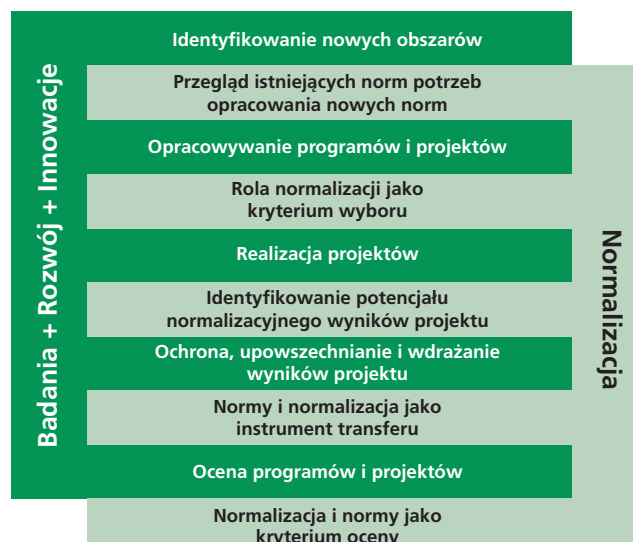 Badania + Rozwój + Innowacje
Identyfikowanie nowych obszarów
Przegląd istniejących norm potrzeb
opracowania nowych norm
Opracowywanie programów i projektów
Rola normalizacji jako
kryterium wyboru
Realizacja projektów
Identyfikowanie potencjału
normalizacyjnego wyników projektu
Ochrona, upowszechnianie i wdrażanie
wyników projektu
Normy i normalizacja jako
instrument transferu
Ocena programów i projektów
Normalizacja i normy jako
kryterium oceny
Normalizacja